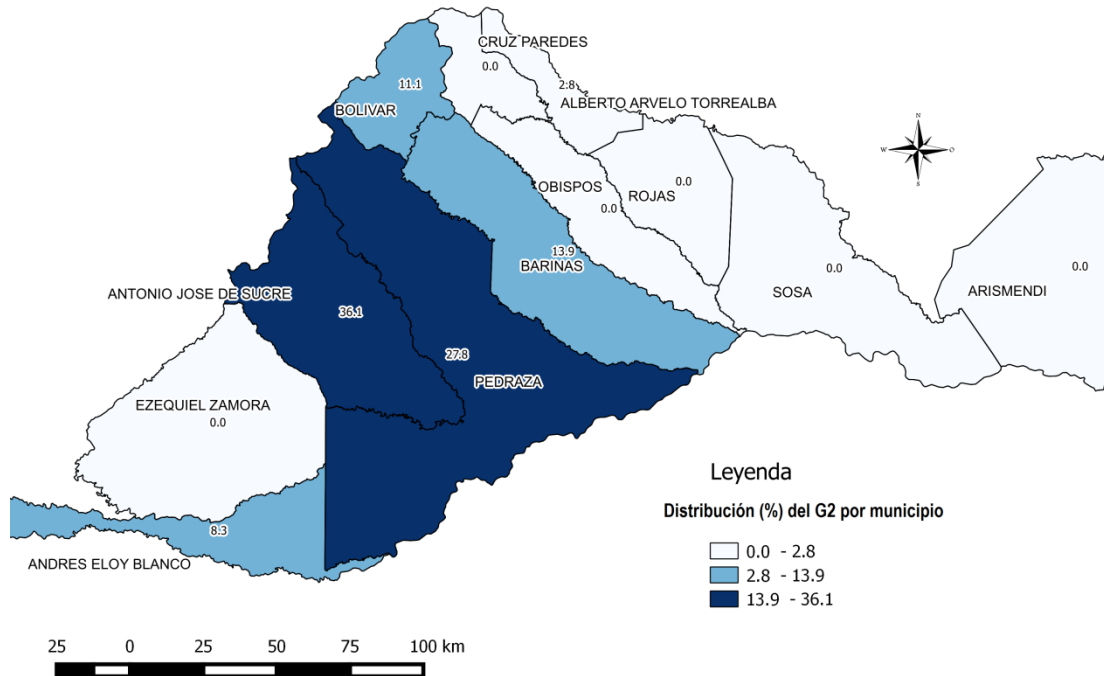 CRUZ PAREDES
0.0
11.1
2.8
ALBERTO ARVELO TORREALBA
BOLIVAR
N
W
O
S
OBISPOS
0.0
ROJAS
0.0
13.9
BARINAS
0.0
SOSA
0.0
ARISMENDI
ANTONIO JOSE DE SUCRE
36.1
27.8
PEDRAZA
EZEQUIEL ZAMORA
0.0
8.3
ANDRES ELOY BLANCO
Leyenda
Distribución (%) del G2 por municipio
0.0 - 2.8
2.8 - 13.9
13.9 - 36.1
25 0 25 50 75 100 km